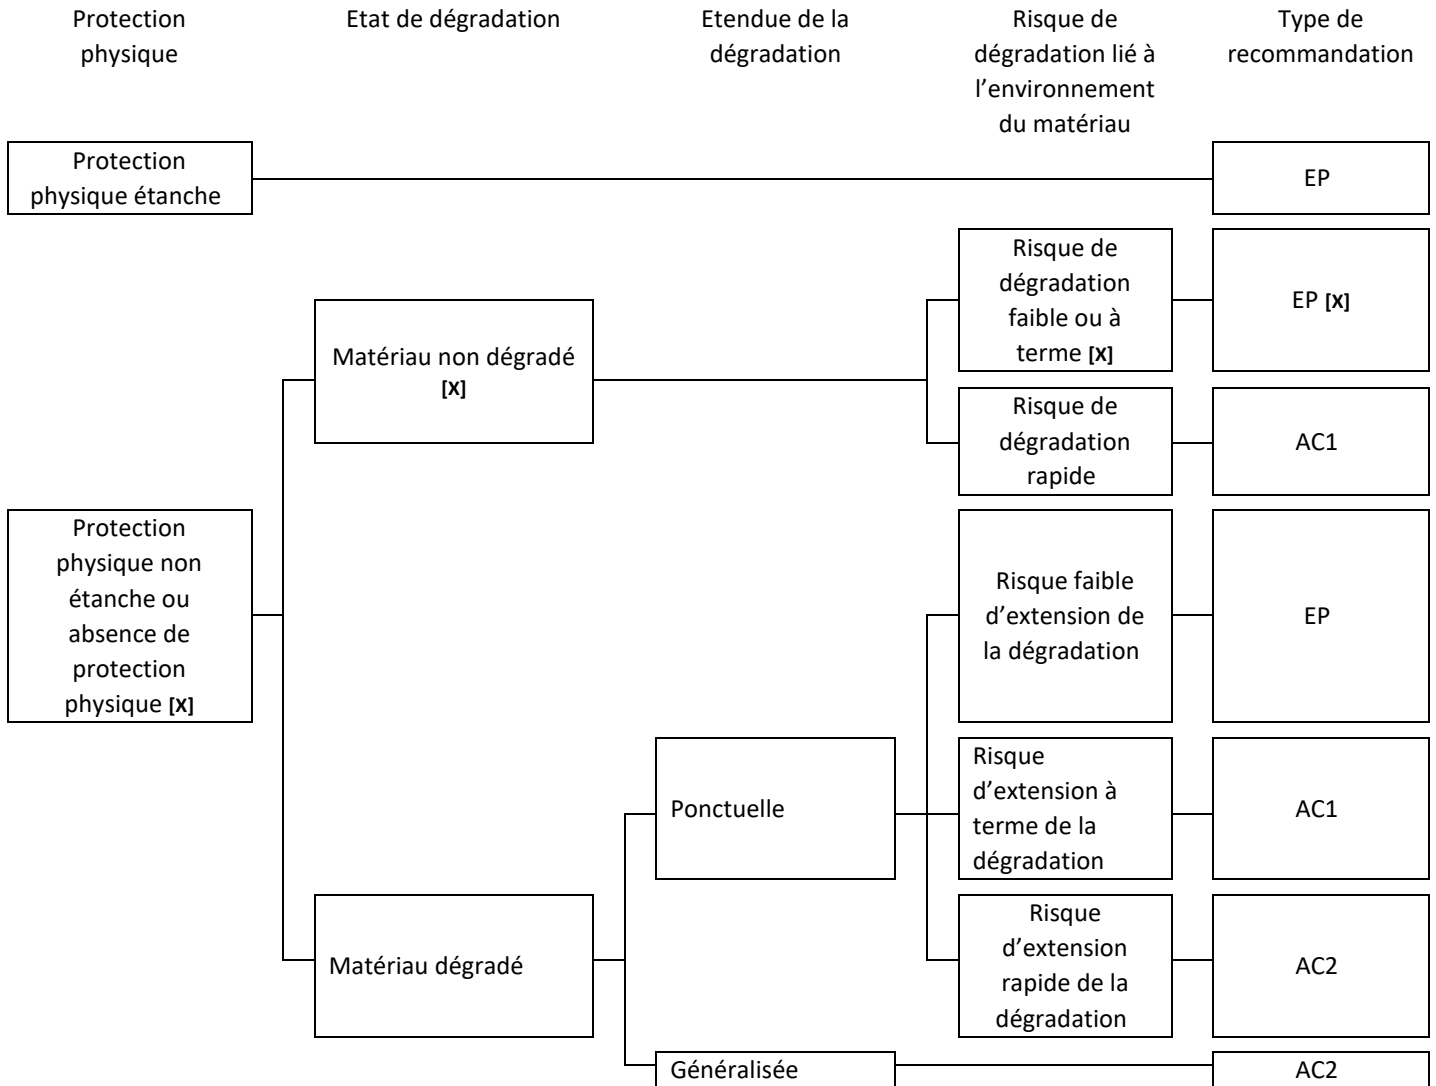 Protection
physique
Etat de dégradation
Etendue de la
dégradation
Risque de
dégradation lié à
l’environnement
du matériau
Type de
recommandation
Protection
physique étanche
EP
Risque de
dégradation
faible ou à
terme [X]
EP [X]
Matériau non dégradé
[X]
Risque de
dégradation
rapide
AC1
Protection
physique non
étanche ou
absence de
protection
physique [X]
Risque faible
d’extension de
la dégradation
EP
Ponctuelle
Risque
d’extension à
terme de la
dégradation
AC1
Matériau dégradé
Risque
d’extension
rapide de la
dégradation
AC2
Généralisée
AC2